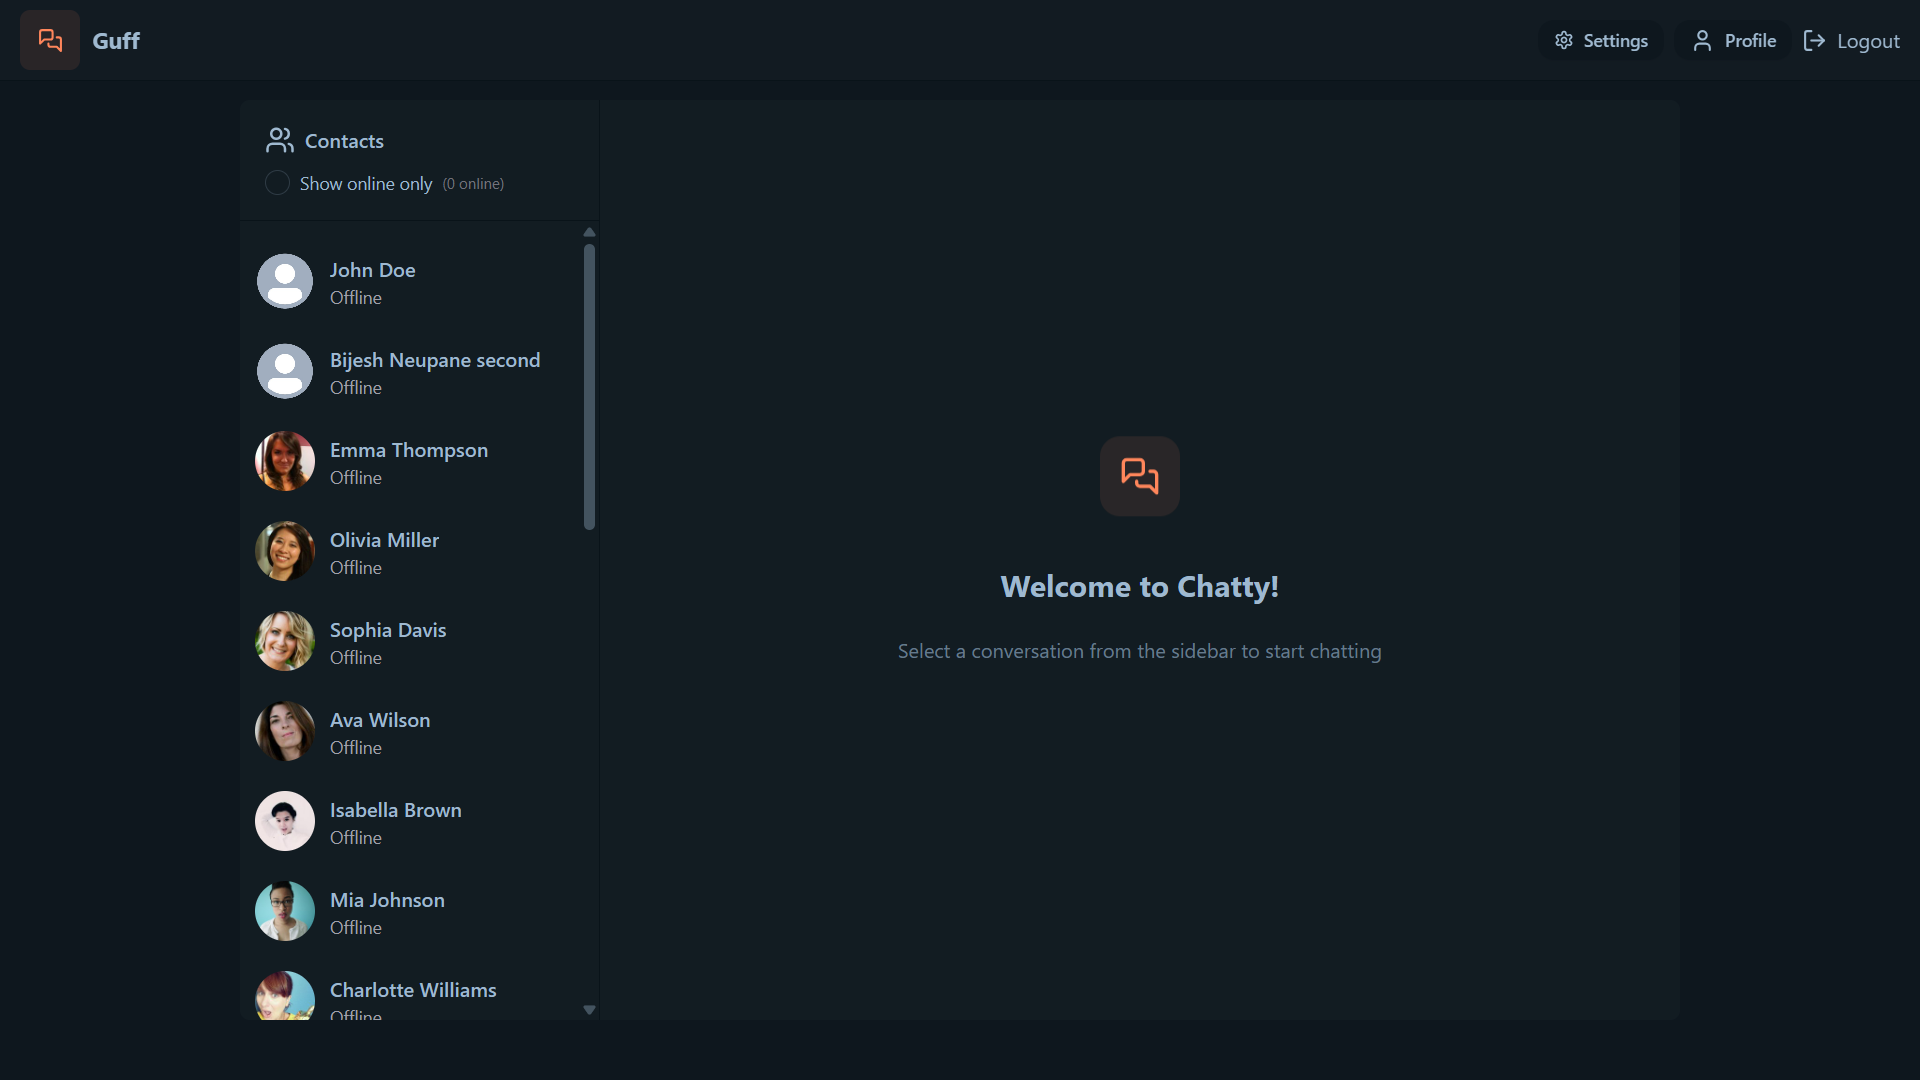 Guff
Settings
Profile
Logout
Contacts
Show online only (0 online)
John Doe
Offline
Bijesh Neupane second
Offline
Emma Thompson
Offline
Olivia Miller
Offline
Sophia Davis
Offline
Ava Wilson
Offline
Isabella Brown
Offline
Mia Johnson
Offline
Charlotte Williams
Offline
Welcome to Chatty!
Select a conversation from the sidebar to start chatting